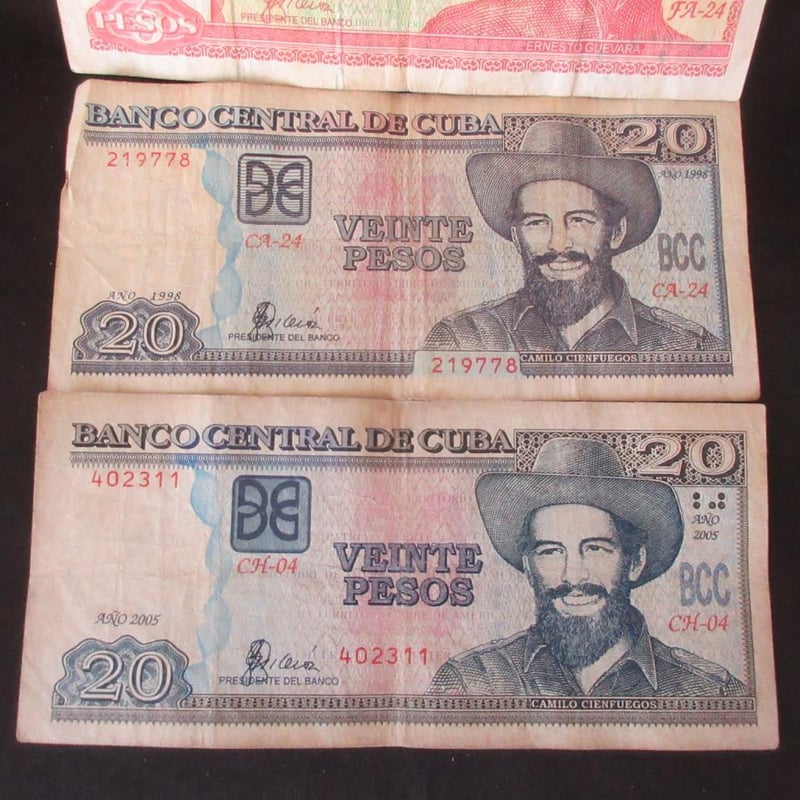 PESOS
PRESIDENTE DEL BANCO
FA-24
ERNESTO GUEVARA
BANCO CENTRAL DE CUBA
20
219778
AÑO 1998
CA-24
VEINTE
PESOS
BCC
CA-24
AÑO 1998
20
PRESIDENTE DEL BANCO
219778
CAMILO CIENFUEGOS
BANCO CENTRAL DE CUBA
20
402311
AÑO
2005
CH-04
VEINTE
PESOS
BCC
CH-04
AÑO 2005
20
402311
PRESIDENTE DEL BANCO
CAMILO CIENFUEGOS